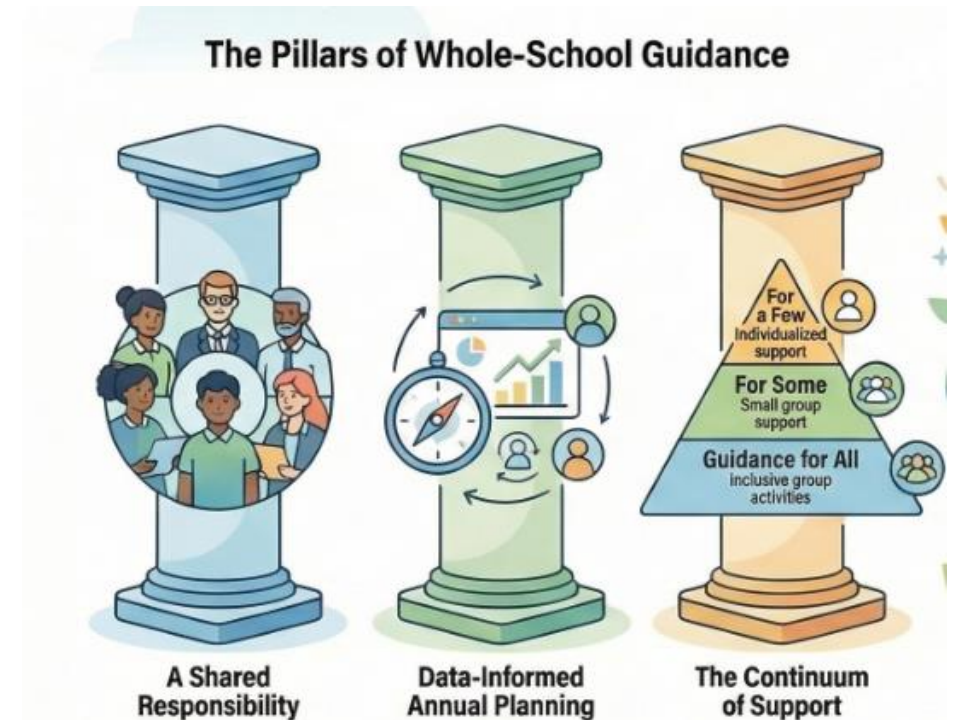 The Pillars of Whole-School Guidance
For
a Few
Individualized
support
For Some
Small group
support
Guidance for All
inclusive group
activities
A Shared
Responsibility
Data-Informed
Annual Planning
The Continuum
of Support